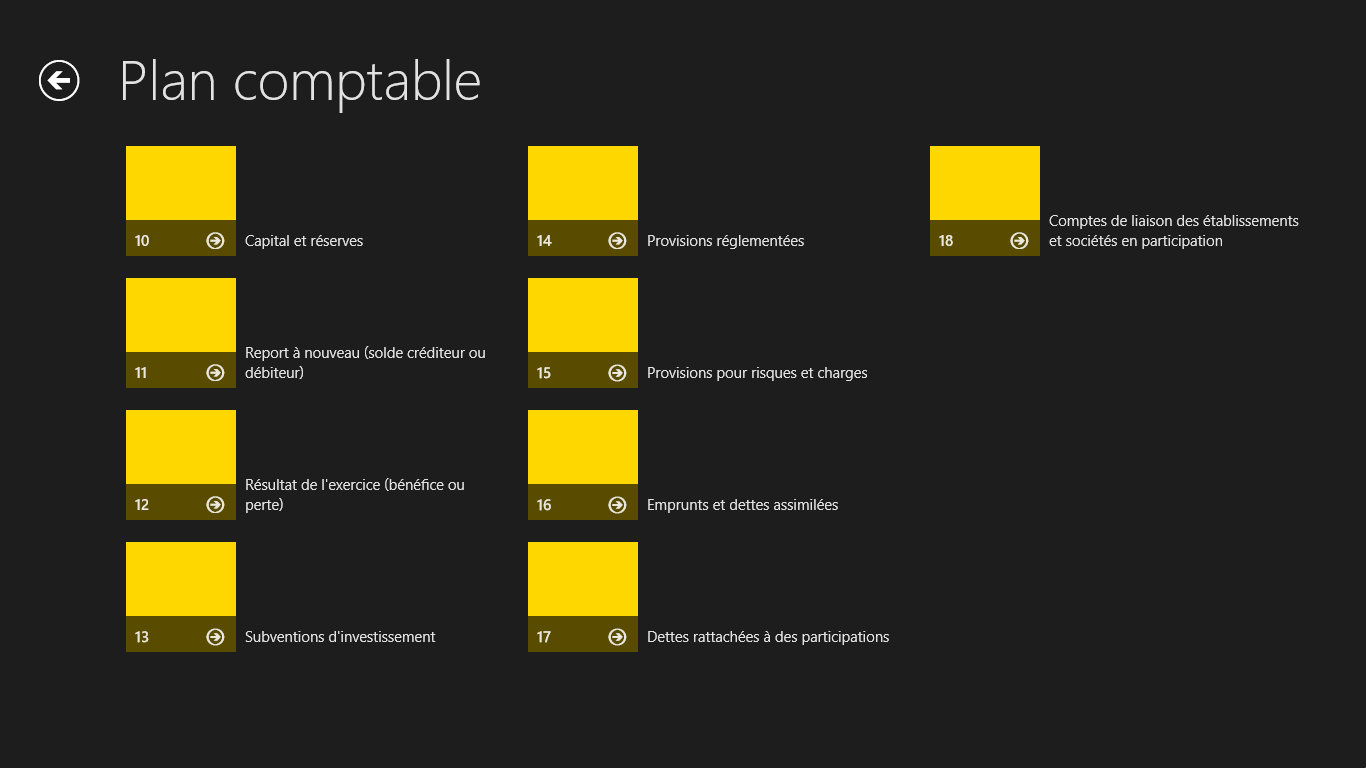 Plan comptable
10
Capital et réserves
11
Report à nouveau (solde créditeur ou
débiteur)
12
Résultat de l'exercice (bénéfice ou
perte)
13
Subventions d'investissement
14
Provisions réglementées
15
Provisions pour risques et charges
16
Emprunts et dettes assimilées
17
Dettes rattachées à des participations
18
Comptes de liaison des établissements
et sociétés en participation